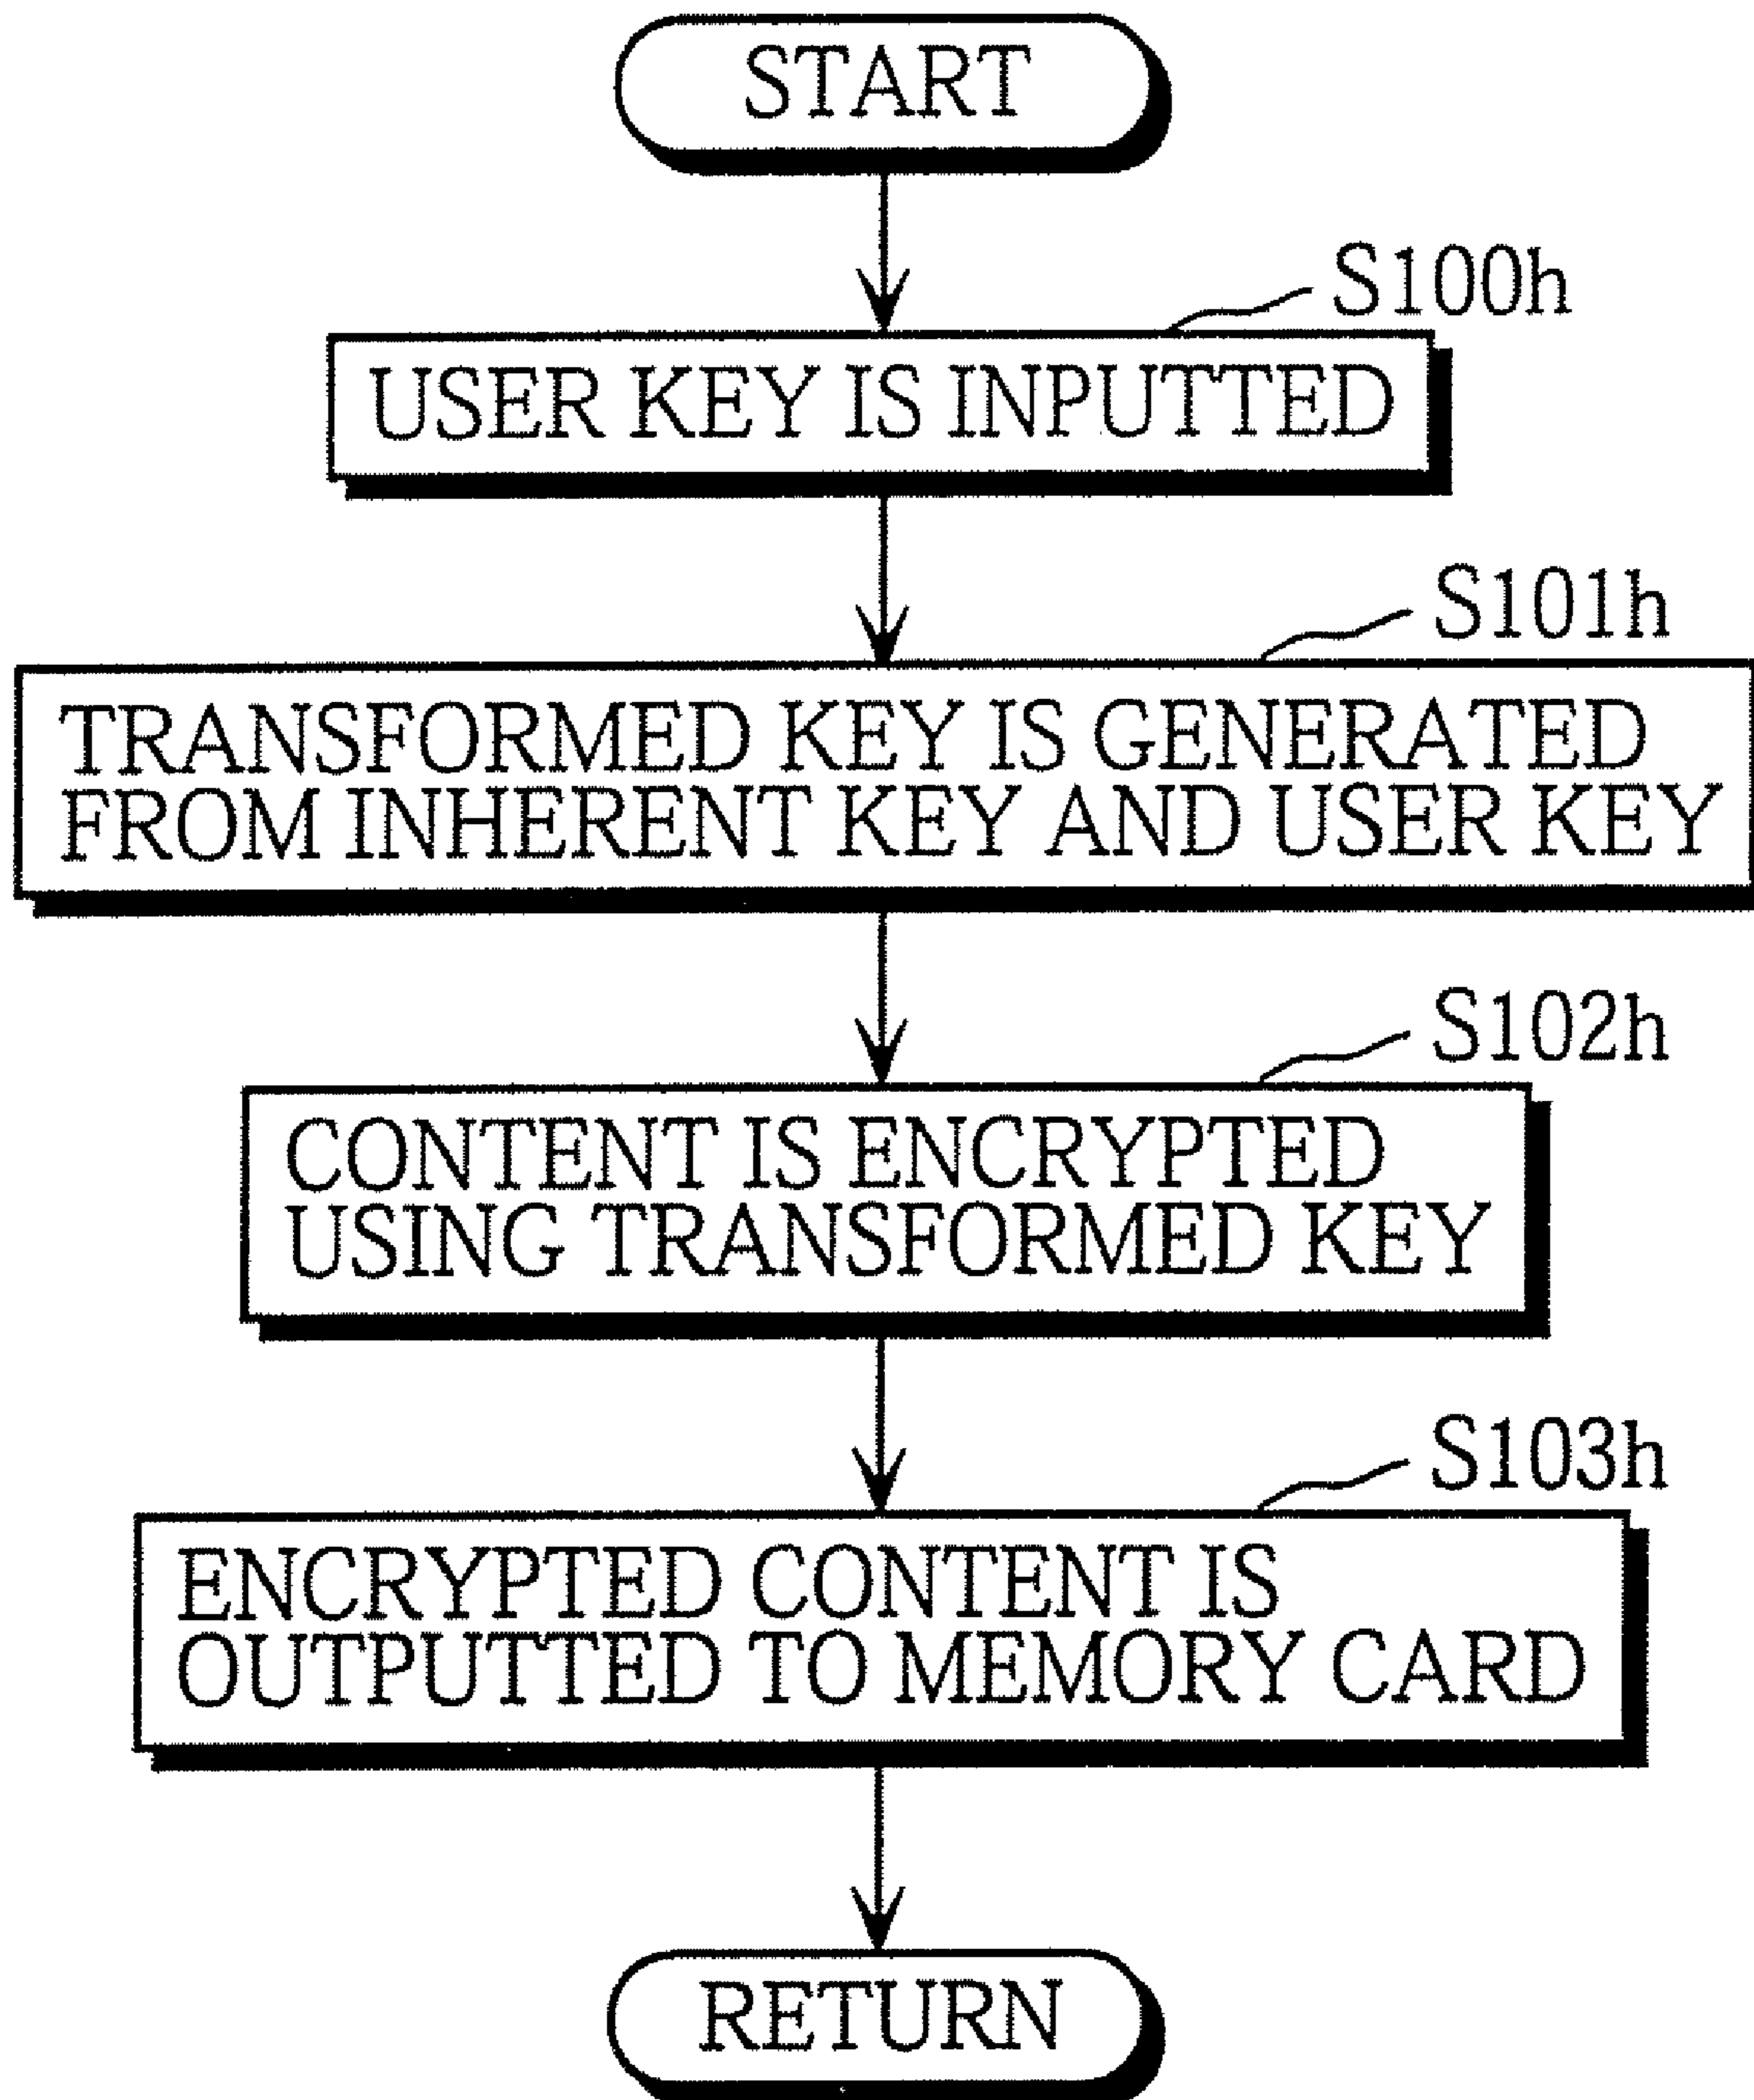 START
S100h
USER KEY IS INPUTTED
S101h
TRANSFORMED KEY IS GENERATED
FROM INHERENT KEY AND USER KEY
S102h
CONTENT IS ENCRYPTED
USING TRANSFORMED KEY
S103h
ENCRYPTED CONTENT IS
OUTPUTTED TO MEMORY CARD
RETURN